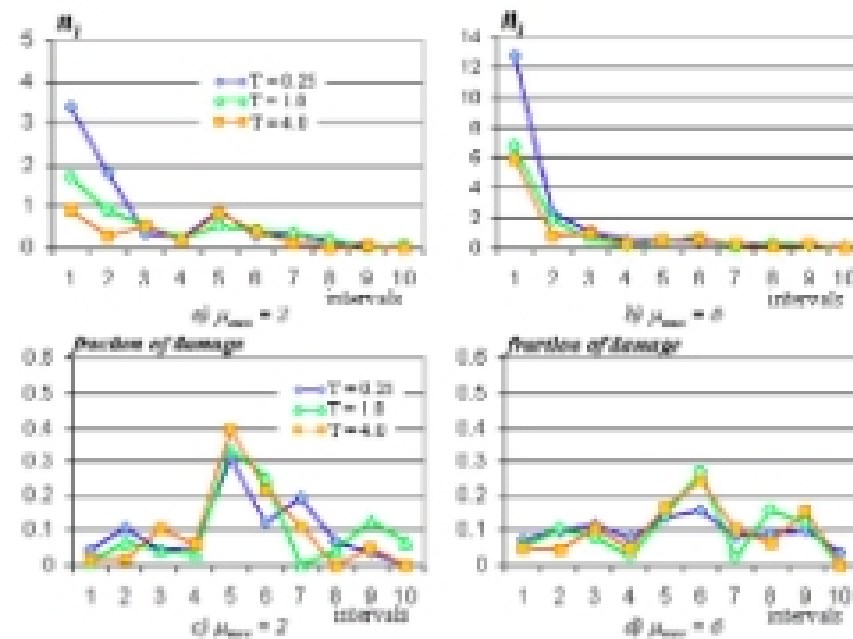 5
4
3
2
1
0
T = 0.25
T = 1.0
T = 4.0
1 2 3 4 5 6 7 8 9 10
intervals
a) μmax = 2
14
12
10
8
6
4
2
0
1 2 3 4 5 6 7 8 9 10
intervals
b) μmax = 6
fraction of damage
0.6
0.5
0.4
0.3
0.2
0.1
0
T = 0.25
T = 1.0
T = 4.0
1 2 3 4 5 6 7 8 9 10
intervals
c) μmax = 2
fraction of damage
0.6
0.5
0.4
0.3
0.2
0.1
0
1 2 3 4 5 6 7 8 9 10
intervals
d) μmax = 6